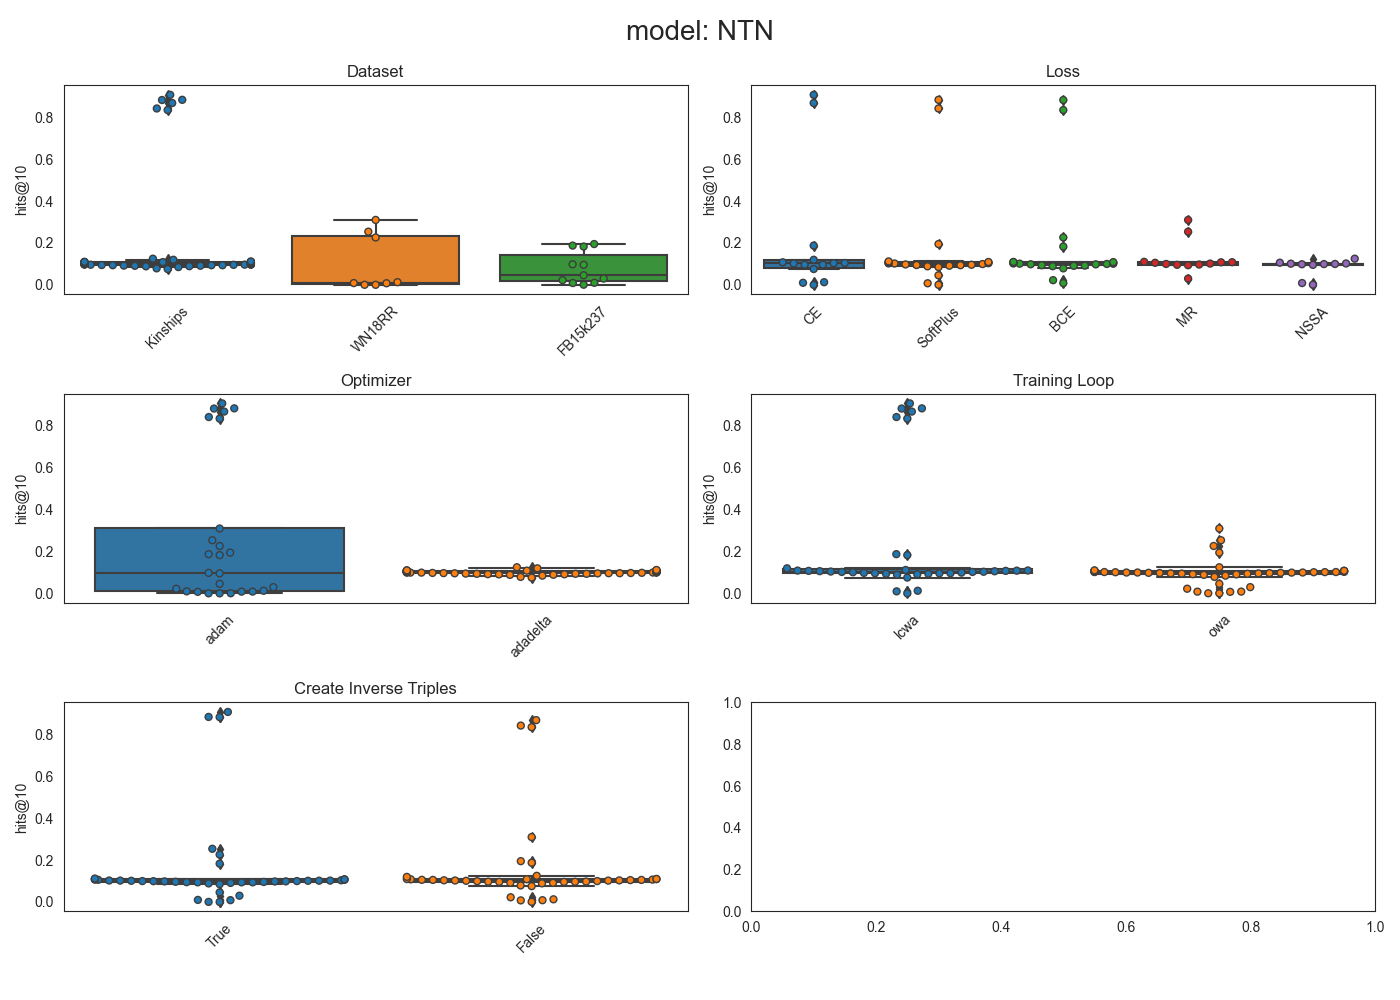 model: NTN
Dataset
hits@10
0.8
0.6
0.4
0.2
0.0
Kinships
WN18RR
FB15k237
Loss
hits@10
0.8
0.6
0.4
0.2
0.0
CE
SoftPlus
BCE
MR
NSSA
Optimizer
hits@10
0.8
0.6
0.4
0.2
0.0
adam
adadelta
Training Loop
hits@10
0.8
0.6
0.4
0.2
0.0
lcwa
owa
Create Inverse Triples
hits@10
0.8
0.6
0.4
0.2
0.0
True
False
1.0
0.8
0.6
0.4
0.2
0.0
0.0 0.2 0.4 0.6 0.8 1.0